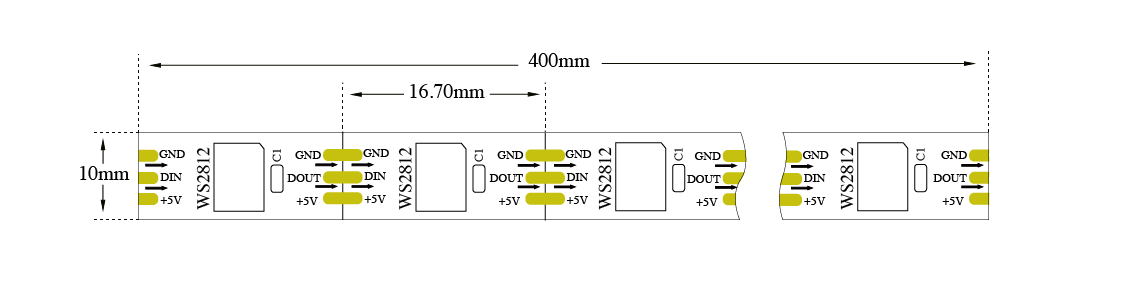 400mm
16.70mm
10mm
GND DIN +5V WS2812 C1 GND DOUT +5V
GND DIN +5V WS2812 C1 GND DOUT +5V
GND DIN +5V WS2812 C1 GND DOUT +5V
GND DIN +5V WS2812 C1 GND DOUT +5V